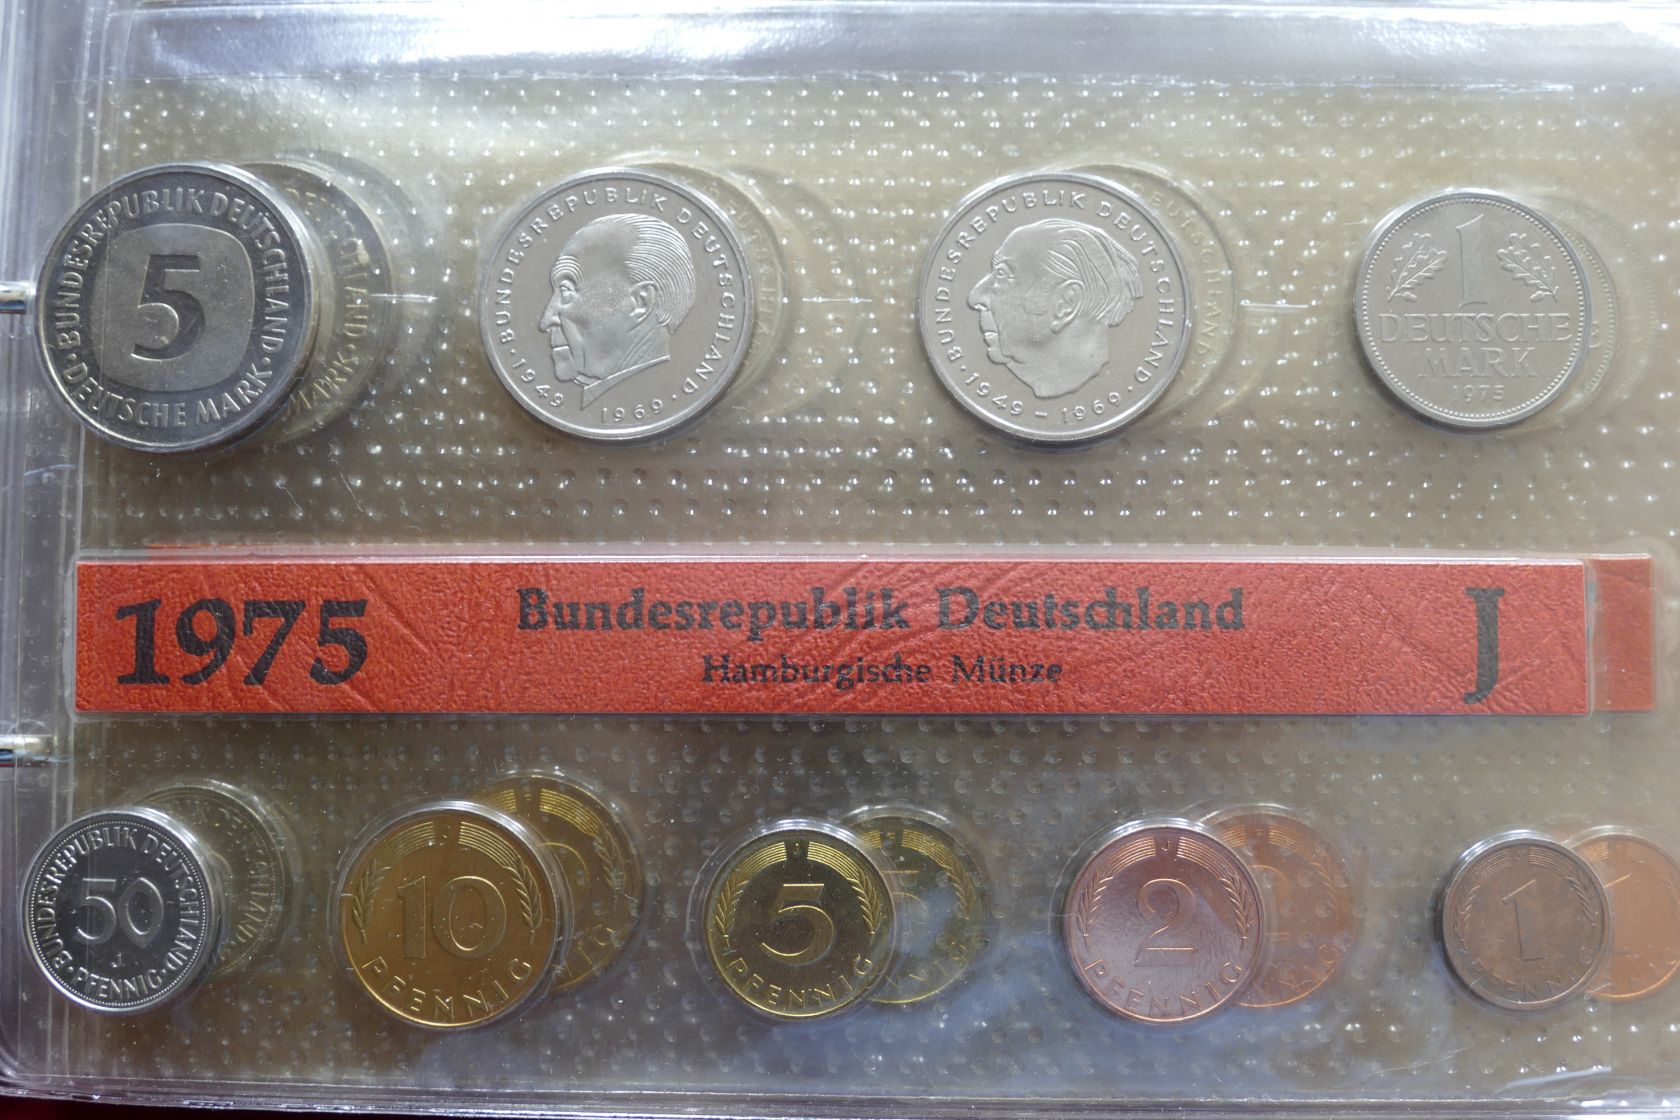 BUNDESREPUBLIK DEUTSCHLAND
5
DEUTSCHE MARK
BUNDESREPUBLIK DEUTSCHLAND
1949 1969
BUNDESREPUBLIK DEUTSCHLAND
1949 - 1969
1
DEUTSCHE
MARK
1975
1975
Bundesrepublik Deutschland
Hamburgische Münze
J
BUNDESREPUBLIK DEUTSCHLAND
50
J
PFENNIG
J
10
PFENNIG
J
5
PFENNIG
J
2
PFENNIG
1
PFENNIG